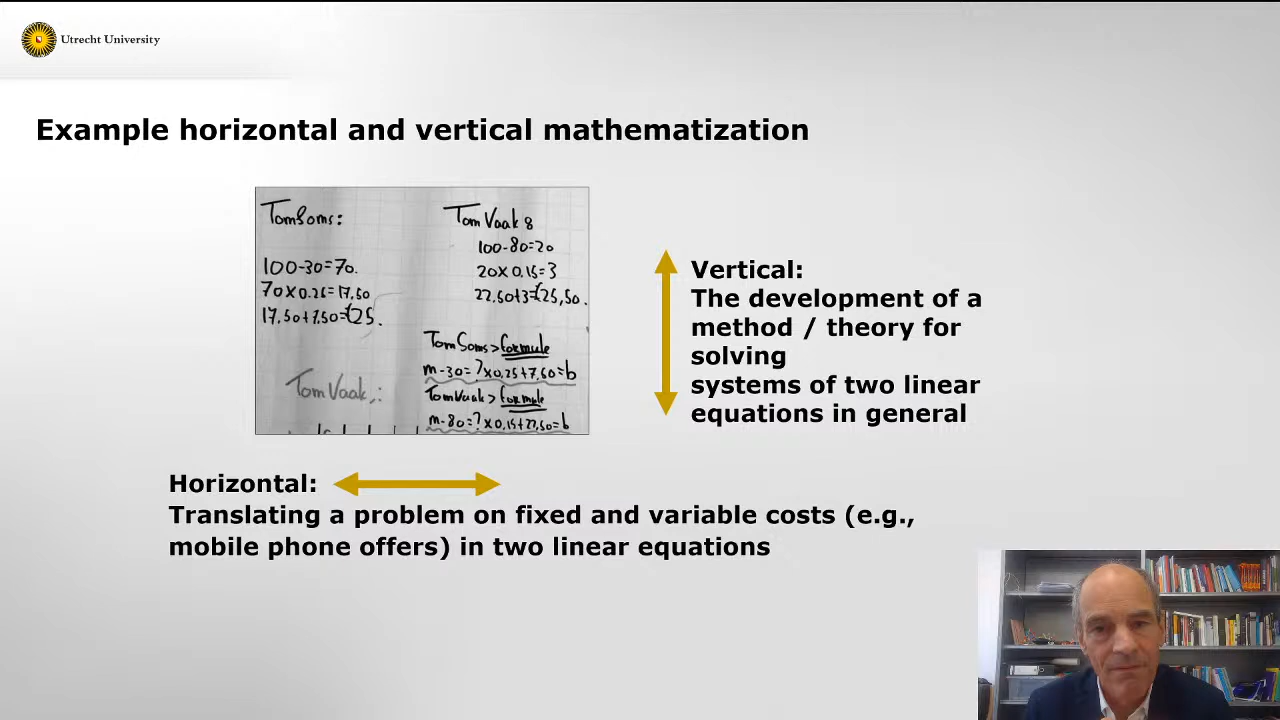 Utrecht University
Example horizontal and vertical mathematization
TomSoms:
100-30=70.
70x0.25=17,50
17.50+7.50=€25.
TomVaak,:
TomVaak 8
100-80=20
20x0,15=3
22,50+3=€25,50.
TomSoms>formule
m-30=?x0,25+7,50=b
TomVaak>formule
m-80=?x0,15+22,50=b
Vertical:
The development of a
method / theory for
solving
systems of two linear
equations in general
Horizontal:
Translating a problem on fixed and variable costs (e.g.,
mobile phone offers) in two linear equations